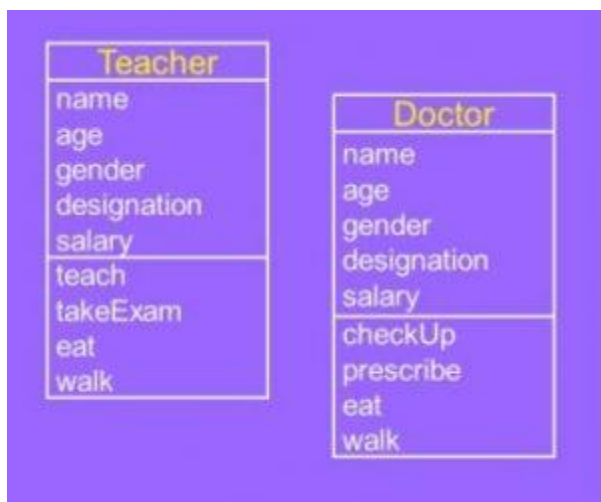 Teacher
name
age
gender
designation
salary
teach
takeExam
eat
walk
Doctor
name
age
gender
designation
salary
checkUp
prescribe
eat
walk